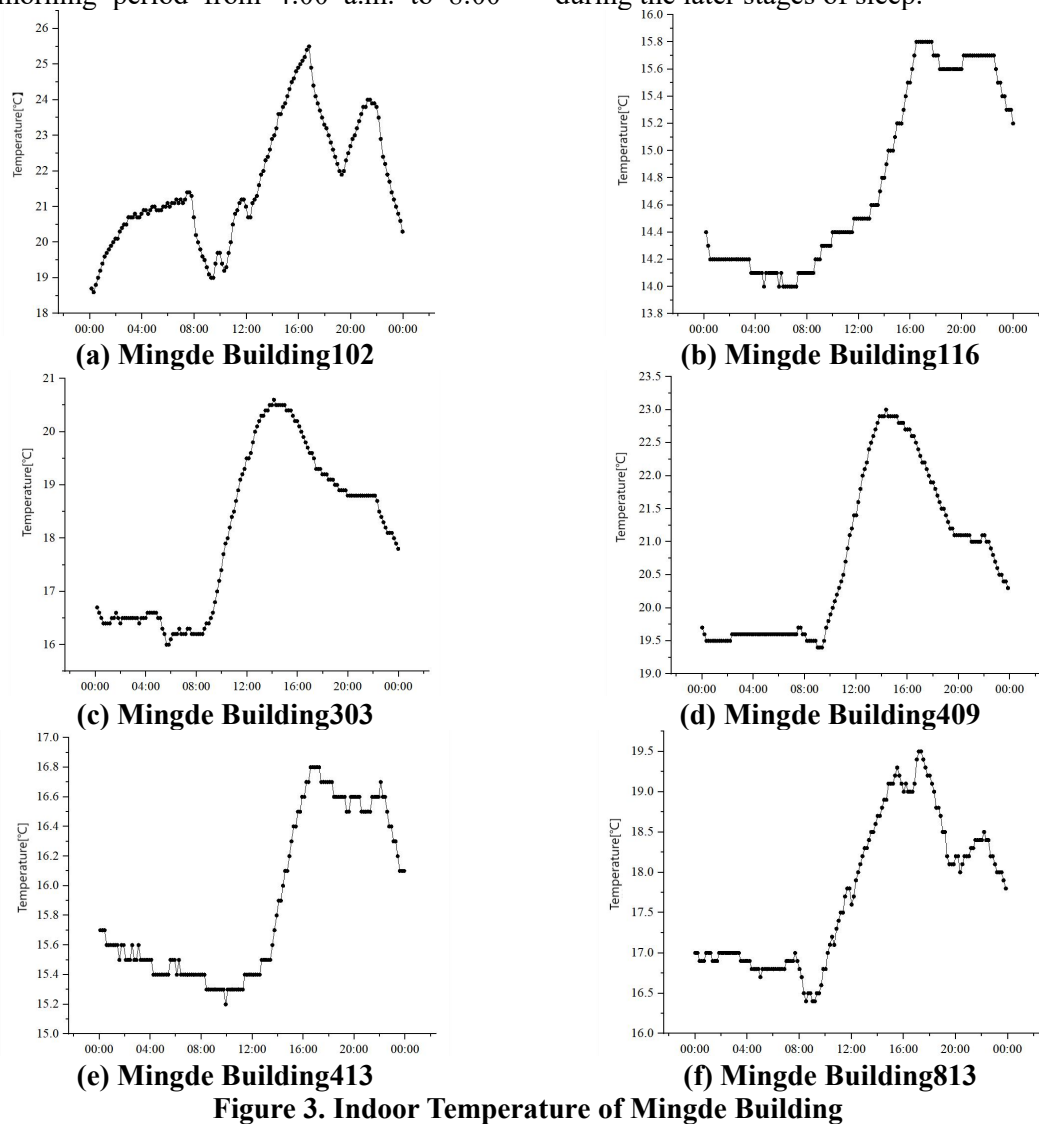 morning period from 4:00 a.m. to 8:00
during the later stages of sleep.
Temperature[℃】
26
25
24
23
22
21
20
19
18
00:00 04:00 08:00 12:00 16:00 20:00 00:00
(a) Mingde Building102
Temperature[℃]
16.0
15.8
15.6
15.4
15.2
15.0
14.8
14.6
14.4
14.2
14.0
13.8
00:00 04:00 08:00 12:00 16:00 20:00 00:00
(b) Mingde Building116
Temperature[℃]
21
20
19
18
17
16
00:00 04:00 08:00 12:00 16:00 20:00 00:00
(c) Mingde Building303
Temperature[℃]
23.5
23.0
22.5
22.0
21.5
21.0
20.5
20.0
19.5
19.0
00:00 04:00 08:00 12:00 16:00 20:00 00:00
(d) Mingde Building409
Temperature[℃]
17.0
16.8
16.6
16.4
16.2
16.0
15.8
15.6
15.4
15.2
15.0
00:00 04:00 08:00 12:00 16:00 20:00 00:00
(e) Mingde Building413
Temperature[℃]
19.5
19.0
18.5
18.0
17.5
17.0
16.5
16.0
00:00 04:00 08:00 12:00 16:00 20:00 00:00
(f) Mingde Building813
Figure 3. Indoor Temperature of Mingde Building